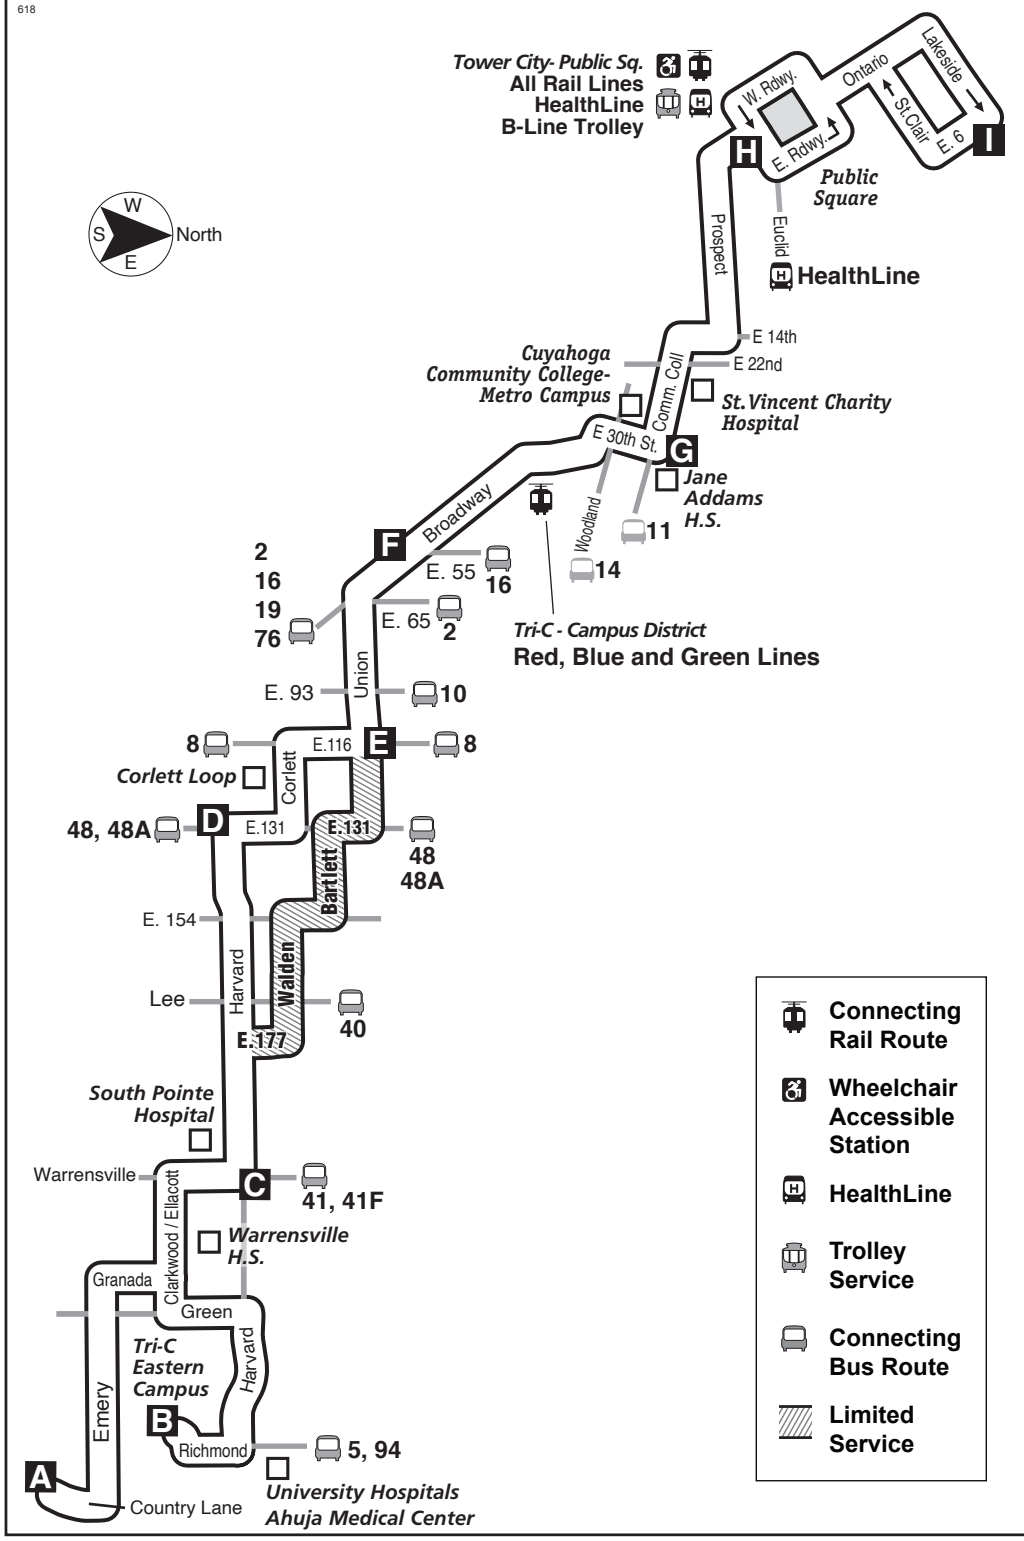 618
Tower City- Public Sq.
All Rail Lines
HealthLine
B-Line Trolley
W. Rdwy.
E. Rdwy.
H
Ontario
Lakeside
St.Clair
E. 6
I
Public
Square
W
S
E
North
Prospect
Euclid
H
HealthLine
E 14th
E 22nd
Cuyahoga
Community College-
Metro Campus
Comm. Coll
St.Vincent Charity
Hospital
E 30th St.
G
Jane
Addams
H.S.
Woodland
11
14
Broadway
F
E. 55
16
2
16
19
76
E. 65
2
Tri-C - Campus District
Red, Blue and Green Lines
Union
E. 93
10
8
E.116
E
8
Corlett Loop
Corlett
D
48, 48A
E.131
E.131
48
48A
Bartlett
E. 154
Harvard
Walden
Lee
40
E.177
South Pointe
Hospital
Warrensville
C
41, 41F
Clarkwood / Ellacott
Warrensville
H.S.
Granada
Green
Tri-C
Eastern
Campus
Harvard
Emery
B
Richmond
5, 94
A
Country Lane
University Hospitals
Ahuja Medical Center
Connecting
Rail Route
Wheelchair
Accessible
Station
H
HealthLine
Trolley
Service
Connecting
Bus Route
Limited
Service